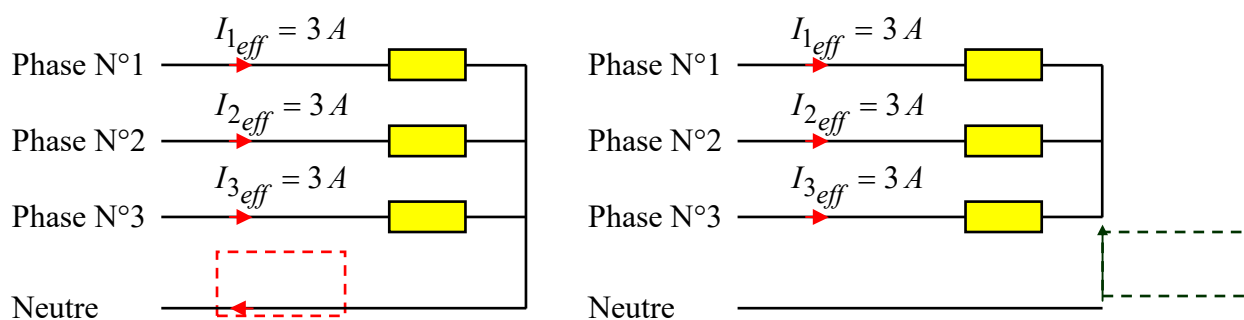 I1eff = 3 A
Phase N°1
I2eff = 3 A
Phase N°2
I3eff = 3 A
Phase N°3
Neutre
I1eff = 3 A
Phase N°1
I2eff = 3 A
Phase N°2
I3eff = 3 A
Phase N°3
Neutre